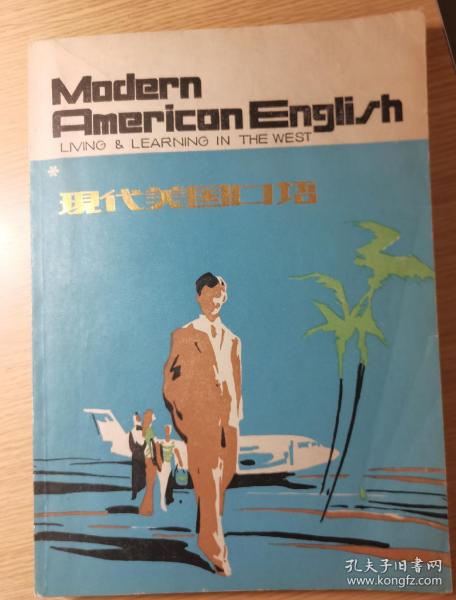 Modern
American English
LIVING & LEARNING IN THE WEST
*
現代美国口语
孔夫子旧书网
www.kongfz.com